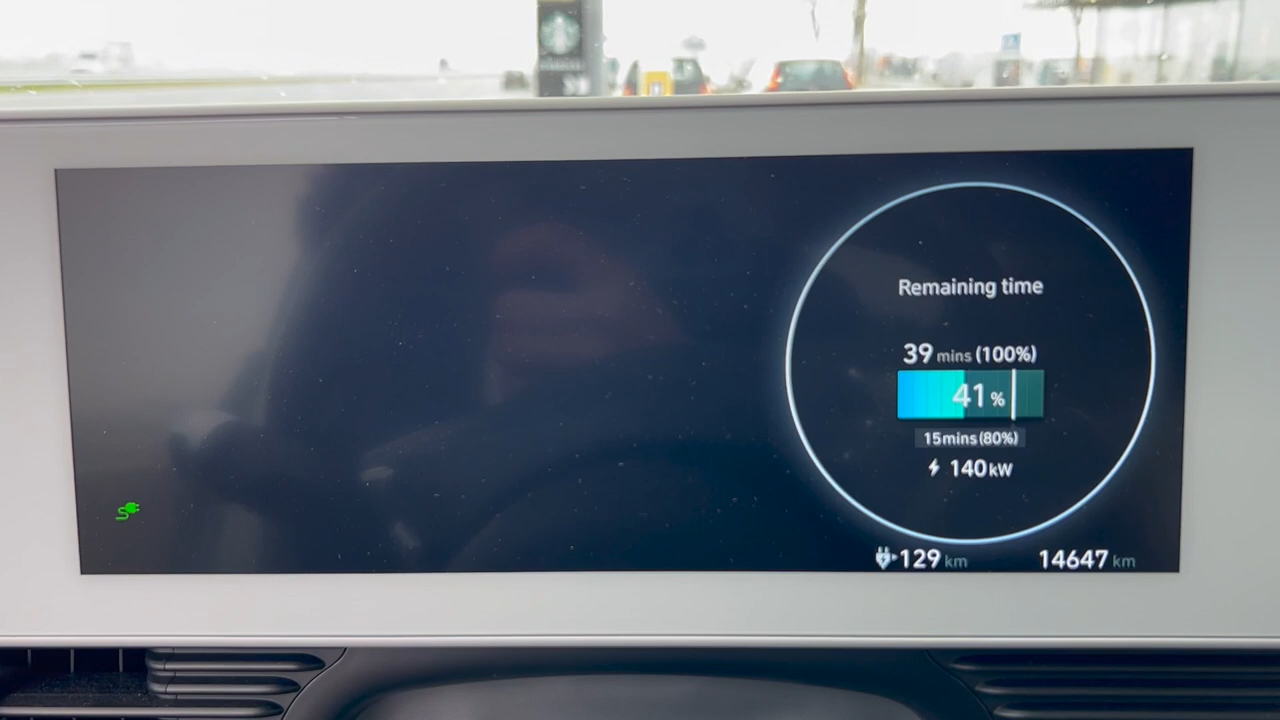 Remaining time
39 mins (100%)
41 %
15mins(80%)
140 kW
129 km
14647 km